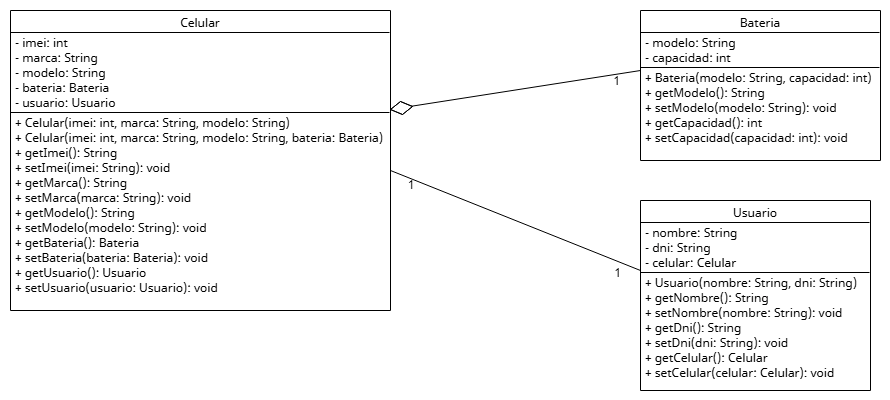 Celular
- imei: int
- marca: String
- modelo: String
- bateria: Bateria
- usuario: Usuario
+ Celular(imei: int, marca: String, modelo: String)
+ Celular(imei: int, marca: String, modelo: String, bateria: Bateria)
+ getImei(): String
+ setImei(imei: String): void
+ getMarca(): String
+ setMarca(marca: String): void
+ getModelo(): String
+ setModelo(modelo: String): void
+ getBateria(): Bateria
+ setBateria(bateria: Bateria): void
+ getUsuario(): Usuario
+ setUsuario(usuario: Usuario): void
1
1
1
Bateria
- modelo: String
- capacidad: int
+ Bateria(modelo: String, capacidad: int)
+ getModelo(): String
+ setModelo(modelo: String): void
+ getCapacidad(): int
+ setCapacidad(capacidad: int): void
Usuario
- nombre: String
- dni: String
- celular: Celular
+ Usuario(nombre: String, dni: String)
+ getNombre(): String
+ setNombre(nombre: String): void
+ getDni(): String
+ setDni(dni: String): void
+ getCelular(): Celular
+ setCelular(celular: Celular): void